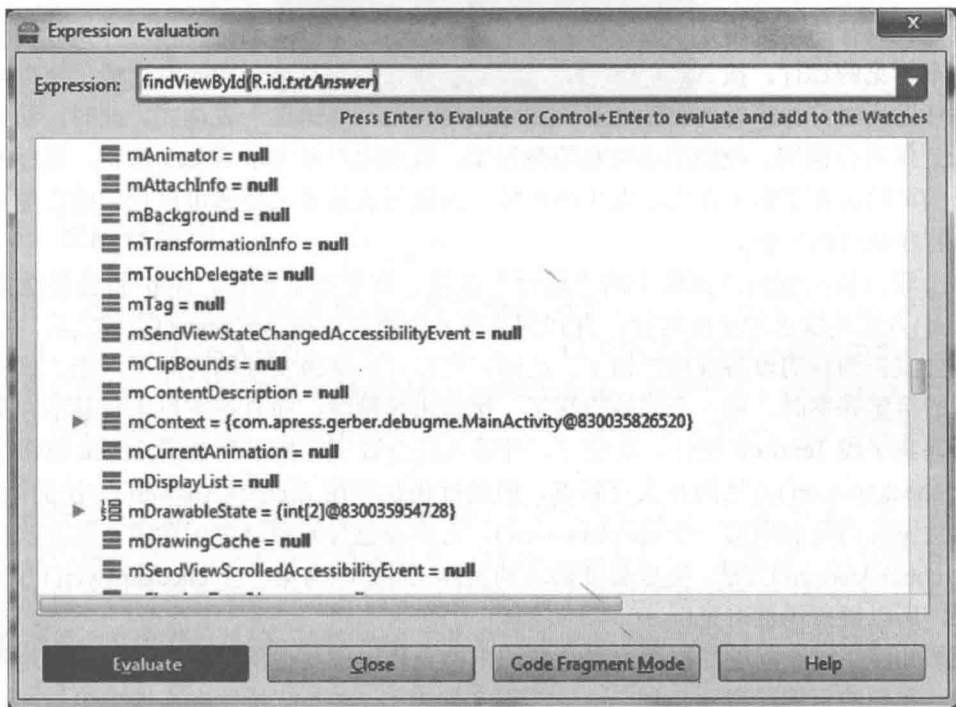 Expression Evaluation
X
Expression: findViewById(R.id.txtAnswer)
Press Enter to Evaluate or Control+Enter to evaluate and add to the Watches
mAnimator = null
mAttachInfo = null
mBackground = null
mTransformationInfo = null
mTouchDelegate = null
mTag = null
mSendViewStateChangedAccessibilityEvent = null
mClipBounds = null
mContentDescription = null
mContext = {com.apress.gerber.debugme.MainActivity@830035826520}
mCurrentAnimation = null
mDisplayList = null
mDrawableState = {int[2]@830035954728}
mDrawingCache = null
mSendViewScrolledAccessibilityEvent = null
Evaluate Close Code Fragment Mode Help